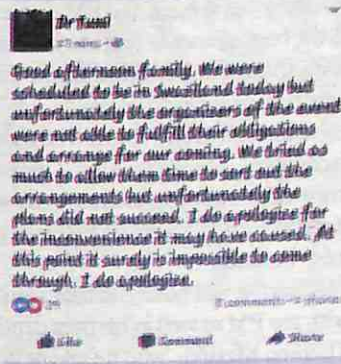 Dr Tumi
27 mins
Good afternoon family. We were
scheduled to be in Swaziland today but
unfortunately the organizers of the event
were not able to fulfill their obligations
and arrange for our coming. We tried as
much to allow them time to sort out the
arrangements but unfortunately the
plans did not succeed. I do apologize for
the inconvenience it may have caused. At
this point it surely is impossible to come
through. I do apologize.
Like Comment Share